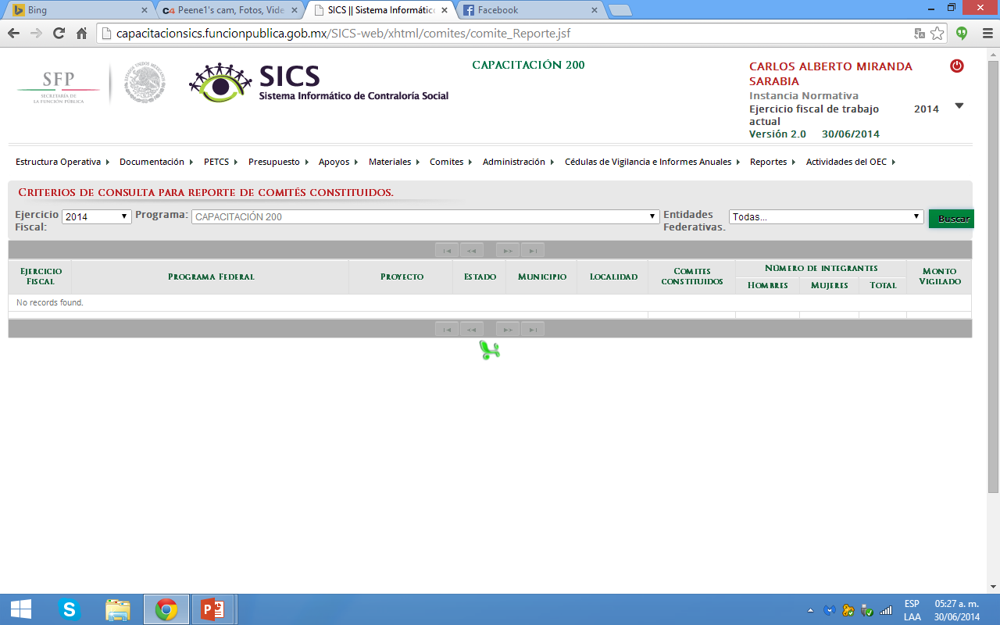 Bing
Peene1's cam, Fotos, Vide
SICS || Sistema Informátic
Facebook
capacitacionsics.funcionpublica.gob.mx/SICS-web/xhtml/comites/comite_Reporte.jsf
SFP
SECRETARÍA DE
LA FUNCIÓN PÚBLICA
ESTADOS UNIDOS MEXICANOS
SICS
Sistema Informático de Contraloría Social
CAPACITACIÓN 200
CARLOS ALBERTO MIRANDA
SARABIA
Instancia Normativa
Ejercicio fiscal de trabajo 2014
actual
Versión 2.0 30/06/2014
Estructura Operativa Documentación PETCS Presupuesto Apoyos Materiales Comites Administración Cédulas de Vigilancia e Informes Anuales Reportes Actividades del OEC
Criterios de consulta para reporte de comités constituidos.
Ejercicio Fiscal: 2014 Programa: CAPACITACIÓN 200 Entidades Federativas. Todas... Buscar
Ejercicio Fiscal Programa Federal Proyecto Estado Municipio Localidad Comites constituidos Número de integrantes Monto Vigilado
Hombres Mujeres Total
No records found.
ESP 05:27 a. m.
LAA 30/06/2014